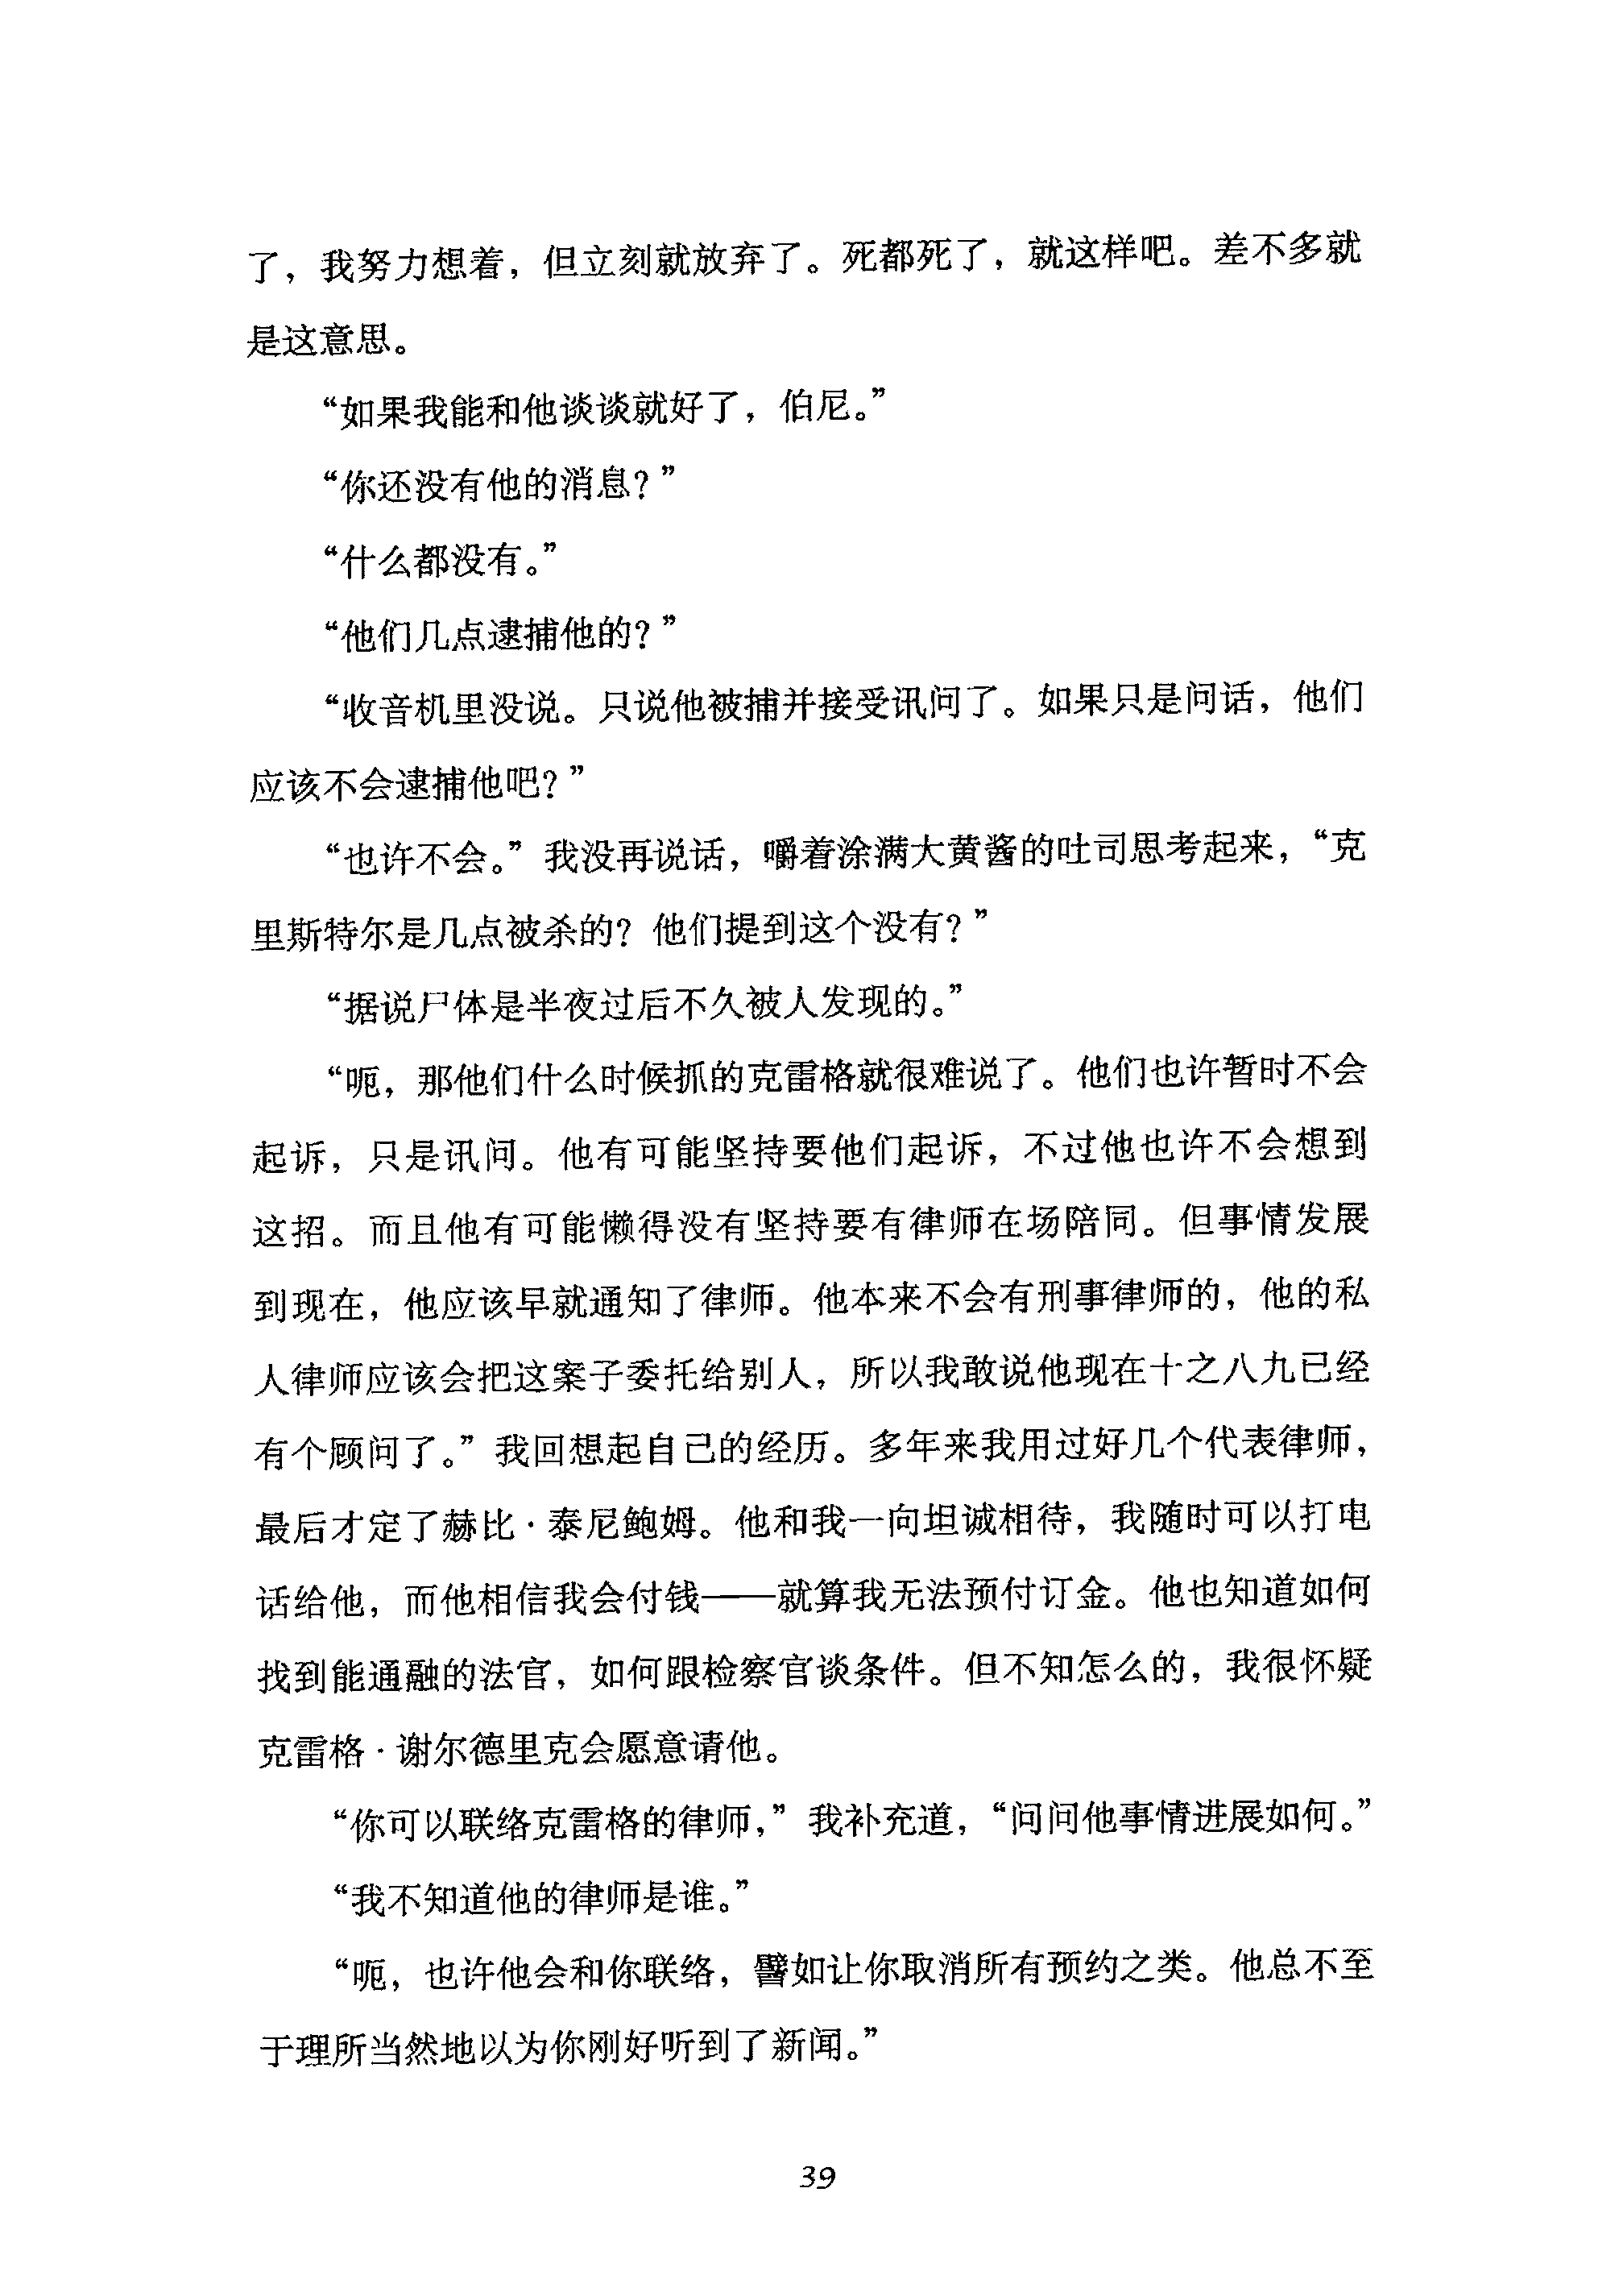 了，我努力想着，但立刻就放弃了。死都死了，就这样吧。差不多就
是这意思。
“如果我能和他谈谈就好了，伯尼。”
“你还没有他的消息？”
“什么都没有。”
“他们几点逮捕他的？”
“收音机里没说。只说他被捕并接受讯问了。如果只是问话，他们
应该不会逮捕他吧？”
“也许不会。”我没再说话，嚼着涂满大黄酱的吐司思考起来，“克
里斯特尔是几点被杀的？他们提到这个没有？”
“据说尸体是半夜过后不久被人发现的。”
“呃，那他们什么时候抓的克雷格就很难说了。他们也许暂时不会
起诉，只是讯问。他有可能坚持要他们起诉，不过他也许不会想到
这招。而且他有可能懒得没有坚持要有律师在场陪同。但事情发展
到现在，他应该早就通知了律师。他本来不会有刑事律师的，他的私
人律师应该会把这案子委托给别人，所以我敢说他现在十之八九已经
有个顾问了。”我回想起自己的经历。多年来我用过好几个代表律师，
最后才定了赫比·泰尼鲍姆。他和我一向坦诚相待，我随时可以打电
话给他，而他相信我会付钱——就算我无法预付订金。他也知道如何
找到能通融的法官，如何跟检察官谈条件。但不知怎么的，我很怀疑
克雷格·谢尔德里克会愿意请他。
“你可以联络克雷格的律师，”我补充道，“问问他事情进展如何。”
“我不知道他的律师是谁。”
“呃，也许他会和你联络，譬如让你取消所有预约之类。他总不至
于理所当然地以为你刚好听到了新闻。”
39